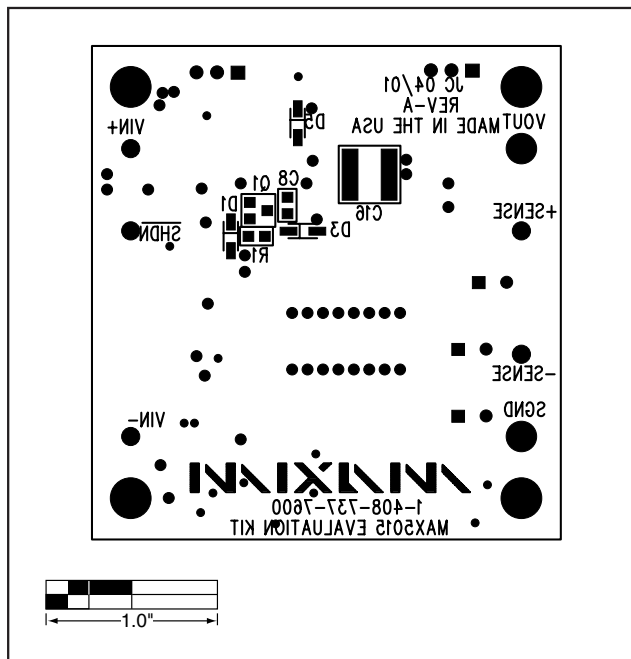 JC 04/01
REV-A
MADE IN THE USA
VIN+
D5
VOUT
Q1
C8
C16
D1
SHDN
D3
R1
+SENSE
-SENSE
SGND
VIN-
MAXIM
1-408-737-7600
MAX5015 EVALUATION KIT
1.0"